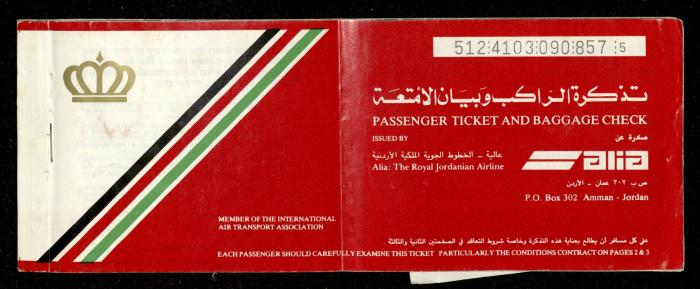 512:4103:090:857 :5
تذكرة الراكب وبيان الأمتعة
PASSENGER TICKET AND BAGGAGE CHECK
ISSUED BY
صادرة عن
عالية – الخطوط الجوية الملكية الأردنية
Alia: The Royal Jordanian Airline
alia
ص ب ٣٠٢ عمان – الأردن
P.O. Box 302 Amman - Jordan
MEMBER OF THE INTERNATIONAL
AIR TRANSPORT ASSOCIATION
على كل مسافر أن يطالع بعناية هذه التذكرة وخاصة شروط التعاقد في الصفحتين الثانية والثالثة .
EACH PASSENGER SHOULD CAREFULLY EXAMINE THIS TICKET PARTICULARLY THE CONDITIONS CONTRACT ON PAGES 2 & 3